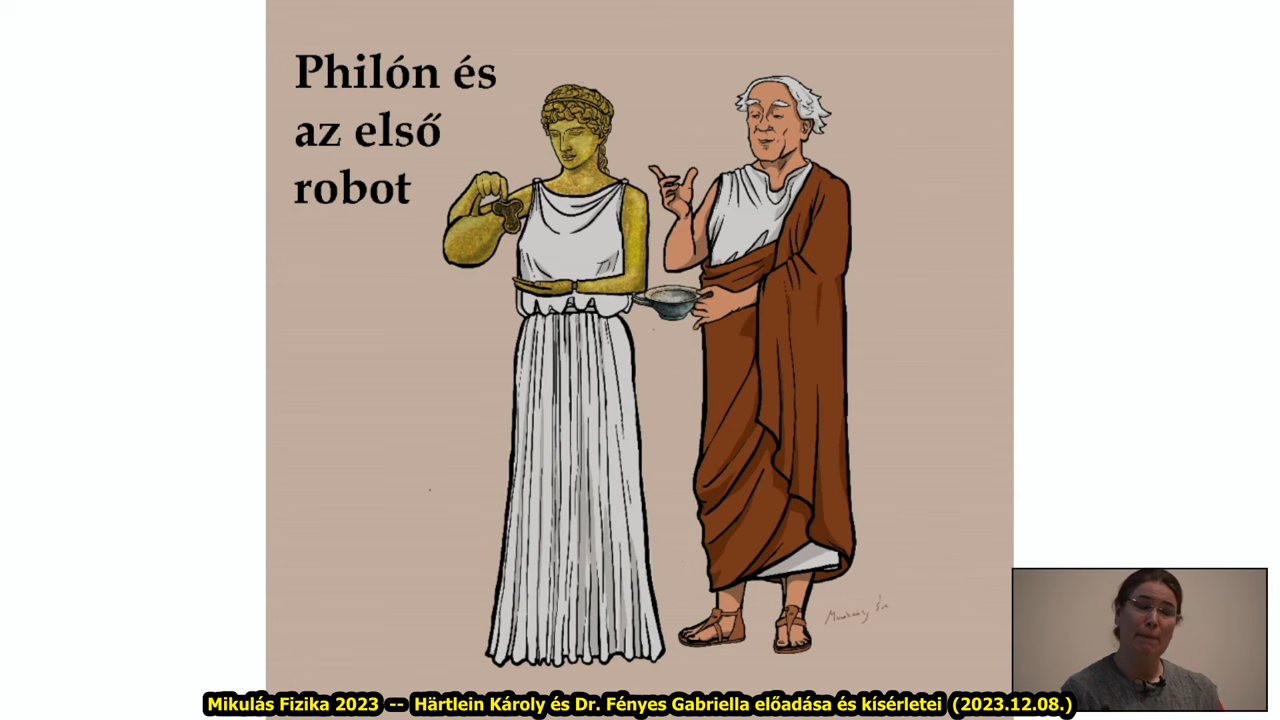 Philón és
az első
robot
Mikulás Fizika 2023 -- Härtlein Károly és Dr. Fényes Gabriella előadása és kísérletei (2023.12.08.)